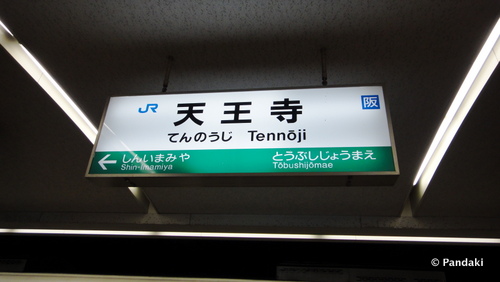 JR 天王寺 阪
てんのうじ Tennōji
← しんいまみや とうぶしじょうまえ
Shin-Imamiya Tōbushijōmae
© Pandaki